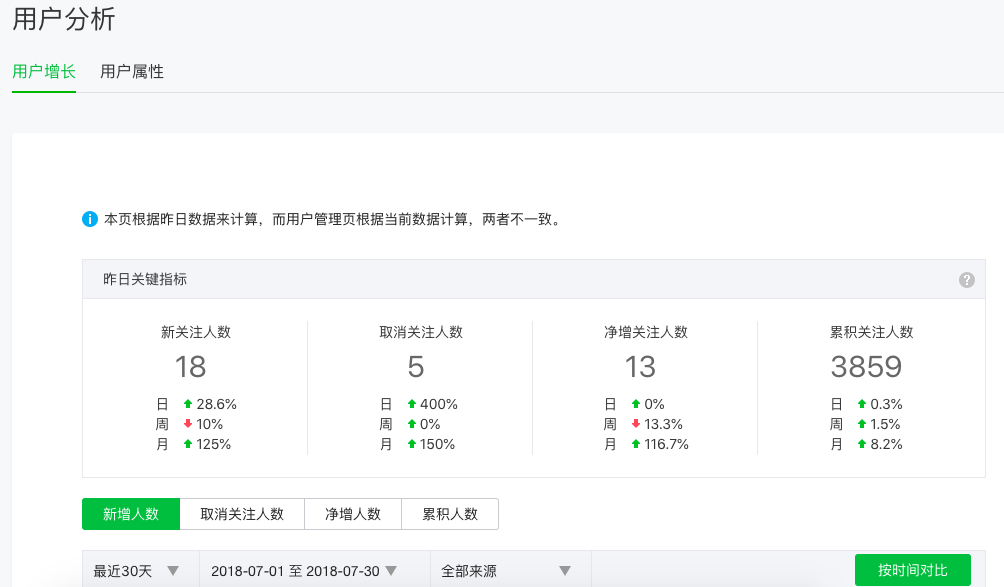 用户分析
用户增长 用户属性
本页根据昨日数据来计算，而用户管理页根据当前数据计算，两者不一致。
昨日关键指标 ?
新关注人数 取消关注人数 净增关注人数 累积关注人数
18 5 13 3859
日 28.6% 日 400% 日 0% 日 0.3%
周 10% 周 0% 周 13.3% 周 1.5%
月 125% 月 150% 月 116.7% 月 8.2%
新增人数 取消关注人数 净增人数 累积人数
最近30天 2018-07-01 至 2018-07-30 全部来源 按时间对比